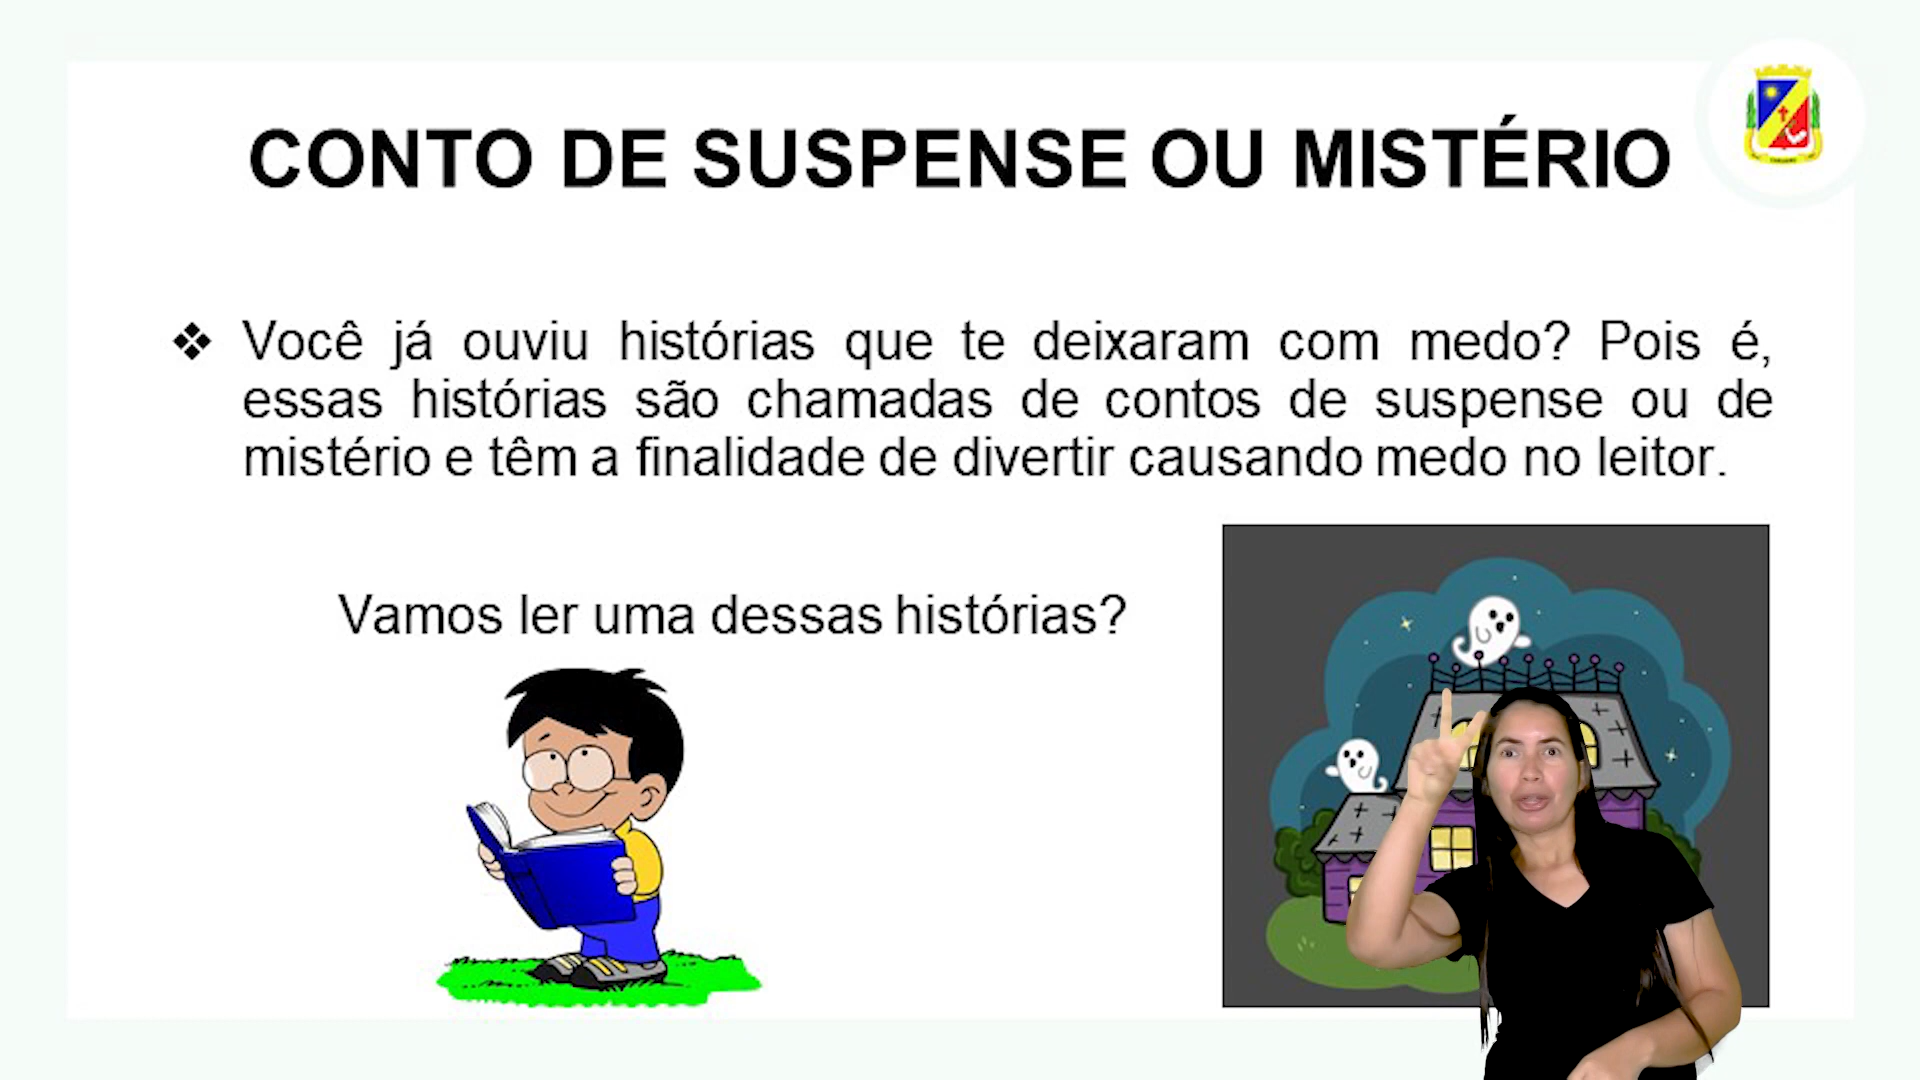 CONTO DE SUSPENSE OU MISTÉRIO
❖ Você já ouviu histórias que te deixaram com medo? Pois é,
essas histórias são chamadas de contos de suspense ou de
mistério e têm a finalidade de divertir causando medo no leitor.
Vamos ler uma dessas histórias?